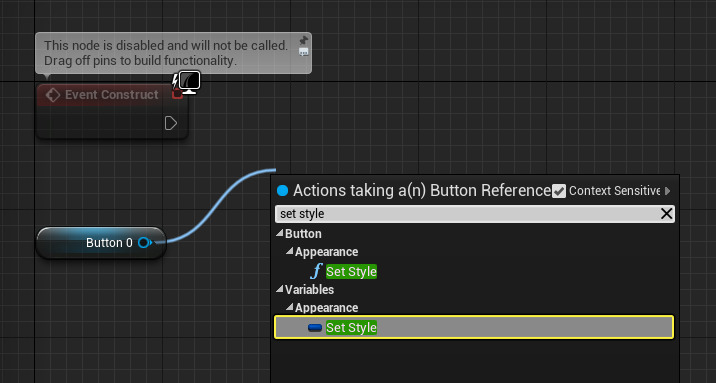 This node is disabled and will not be called.
Drag off pins to build functionality.
Event Construct
Button 0
Actions taking a(n) Button Reference
Context Sensitive
set style
Button
Appearance
f Set Style
Variables
Appearance
Set Style